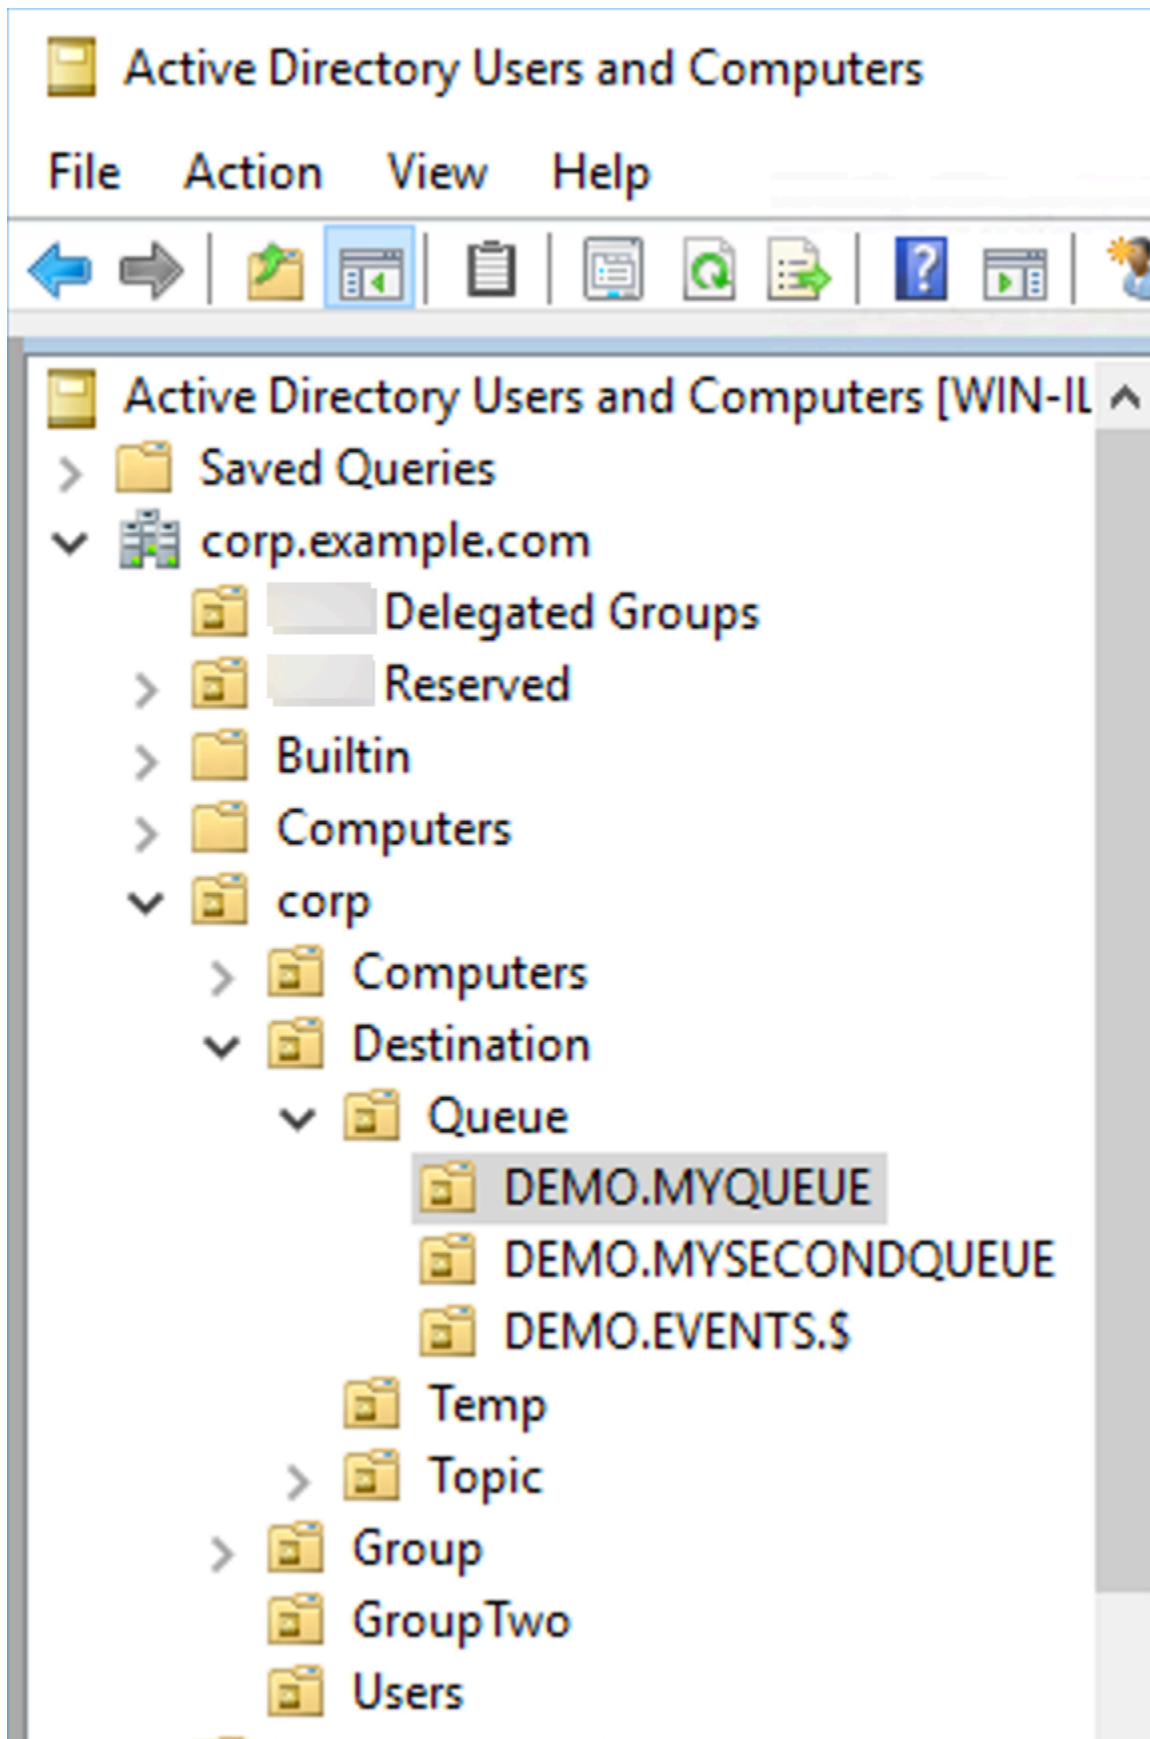 Active Directory Users and Computers
File Action View Help
Active Directory Users and Computers [WIN-IL
Saved Queries
corp.example.com
Delegated Groups
Reserved
Builtin
Computers
corp
Computers
Destination
Queue
DEMO.MYQUEUE
DEMO.MYSECONDQUEUE
DEMO.EVENTS.$
Temp
Topic
Group
GroupTwo
Users